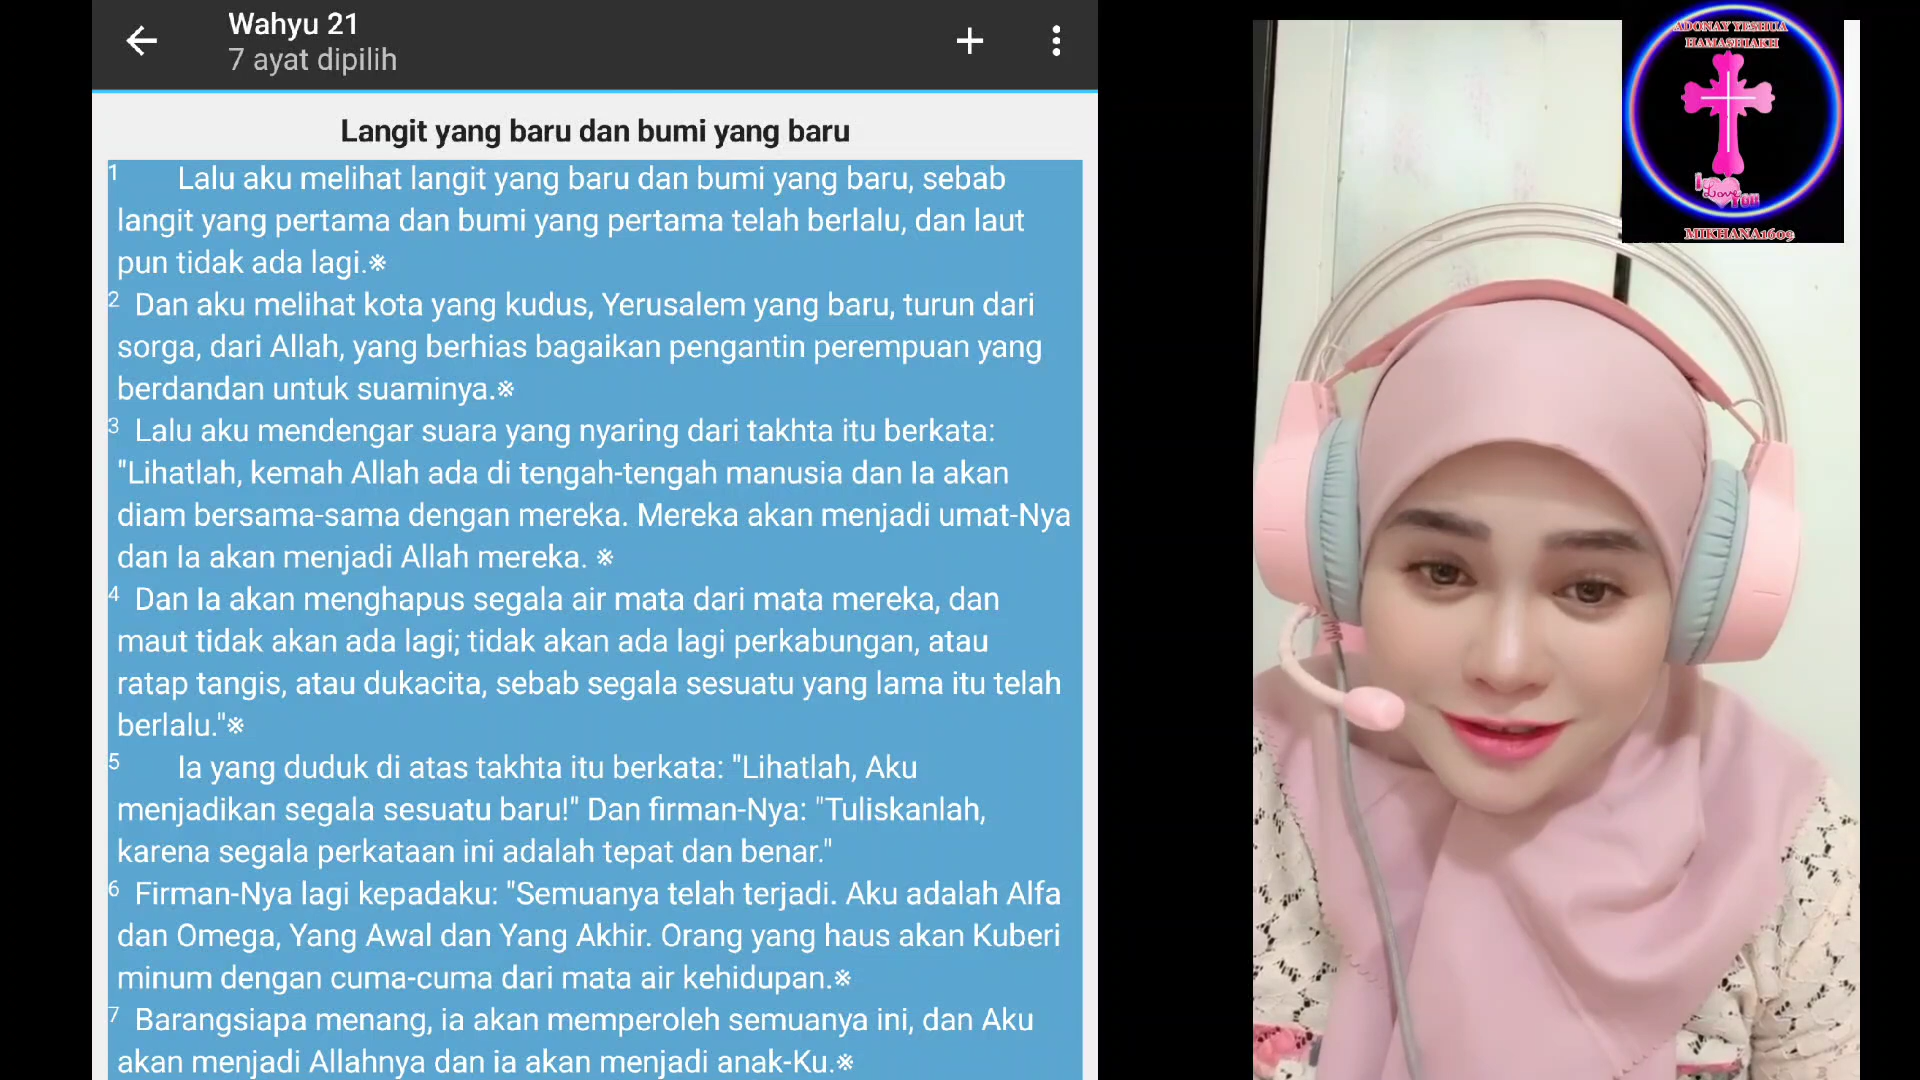 Wahyu 21
7 ayat dipilih
Langit yang baru dan bumi yang baru
1 Lalu aku melihat langit yang baru dan bumi yang baru, sebab
langit yang pertama dan bumi yang pertama telah berlalu, dan laut
pun tidak ada lagi.※
2 Dan aku melihat kota yang kudus, Yerusalem yang baru, turun dari
sorga, dari Allah, yang berhias bagaikan pengantin perempuan yang
berdandan untuk suaminya.※
3 Lalu aku mendengar suara yang nyaring dari takhta itu berkata:
"Lihatlah, kemah Allah ada di tengah-tengah manusia dan Ia akan
diam bersama-sama dengan mereka. Mereka akan menjadi umat-Nya
dan Ia akan menjadi Allah mereka. ※
4 Dan Ia akan menghapus segala air mata dari mata mereka, dan
maut tidak akan ada lagi; tidak akan ada lagi perkabungan, atau
ratap tangis, atau dukacita, sebab segala sesuatu yang lama itu telah
berlalu."※
5 Ia yang duduk di atas takhta itu berkata: "Lihatlah, Aku
menjadikan segala sesuatu baru!" Dan firman-Nya: "Tuliskanlah,
karena segala perkataan ini adalah tepat dan benar."
6 Firman-Nya lagi kepadaku: "Semuanya telah terjadi. Aku adalah Alfa
dan Omega, Yang Awal dan Yang Akhir. Orang yang haus akan Kuberi
minum dengan cuma-cuma dari mata air kehidupan.※
7 Barangsiapa menang, ia akan memperoleh semuanya ini, dan Aku
akan menjadi Allahnya dan ia akan menjadi anak-Ku.※
ADONAY YESHUA
HAMASHIAKH
I
Love
You
MIKHANA1609